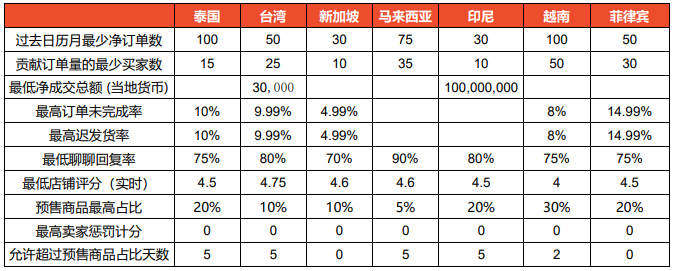 泰国 台湾 新加坡 马来西亚 印尼 越南 菲律宾
过去日历月最少净订单数 100 50 30 75 30 100 50
贡献订单量的最少买家数 15 25 10 35 10 50 30
最低净成交总额 (当地货币) 30,000 100,000,000
最高订单未完成率 10% 9.99% 4.99% 8% 14.99%
最高迟发货率 10% 9.99% 4.99% 8% 14.99%
最低聊聊回复率 75% 80% 70% 90% 80% 75% 75%
最低店铺评分（实时） 4.5 4.75 4.6 4.6 4.5 4 4.5
预售商品最高占比 20% 10% 10% 5% 20% 30% 20%
最高卖家惩罚计分 0 0 0 0 0 0 0
允许超过预售商品占比天数 5 5 0 5 5 2 0